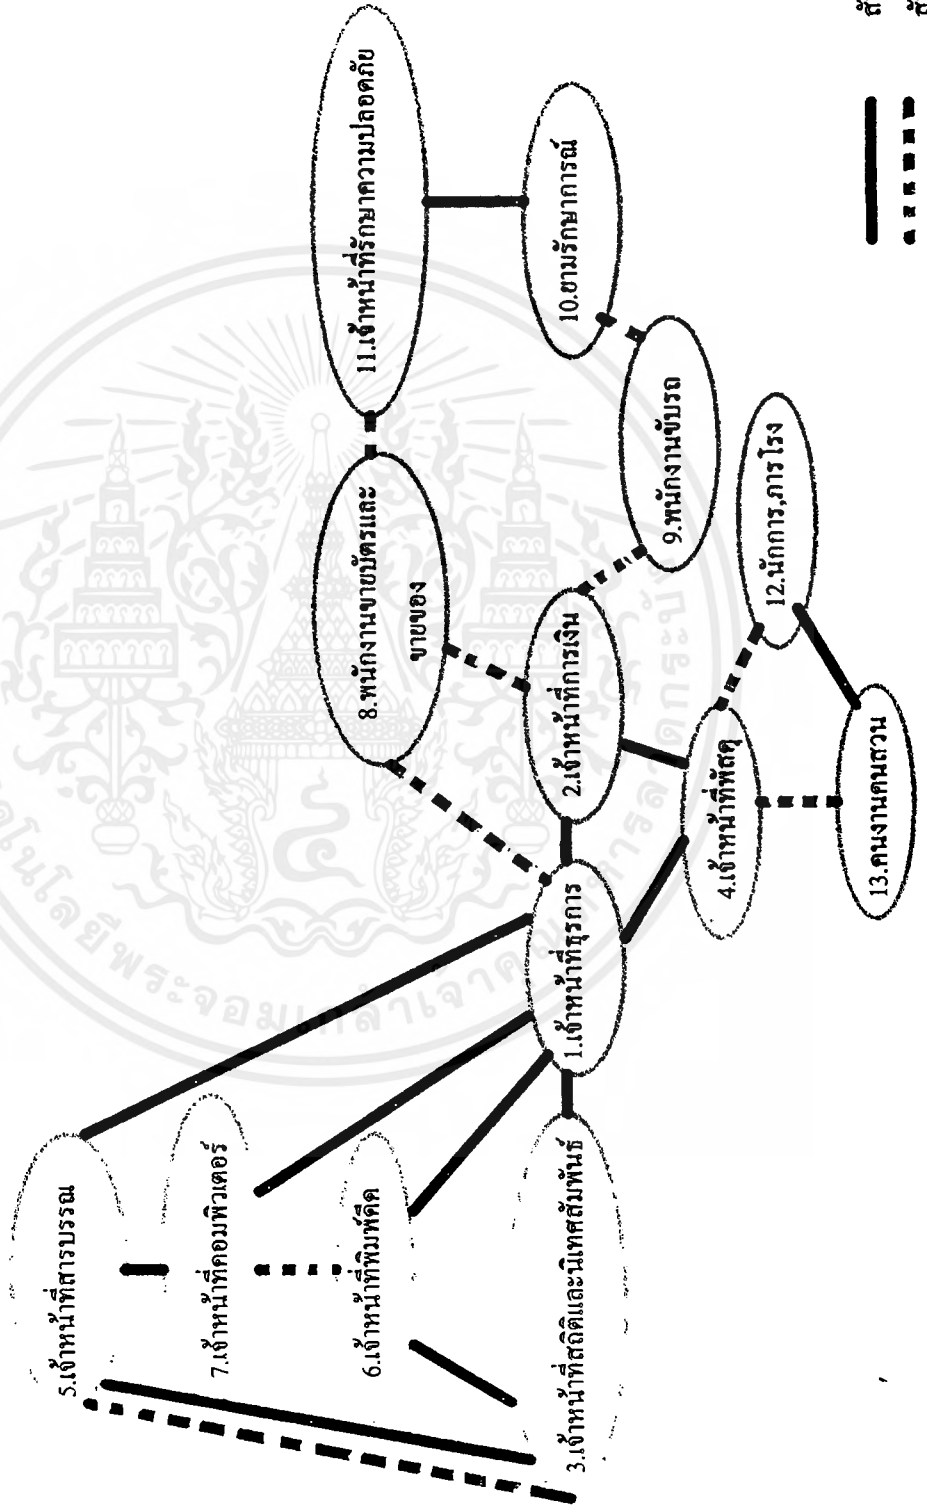 5.เจ้าหน้าที่สารบรรณ
7.เจ้าหน้าที่คอมพิวเตอร์
6.เจ้าหน้าที่พิมพ์ดีด
3.เจ้าหน้าที่สถิติและนิเทศสัมพันธ์
1.เจ้าหน้าที่ธุรการ
2.เจ้าหน้าที่การเงิน
4.เจ้าหน้าที่พัสดุ
8.พนักงานขายบัตรและ
ขายของ
11.เจ้าหน้าที่รักษาความปลอดภัย
10.ยามรักษาการณ์
9.พนักงานขับรถ
12.นักการ,ภารโรง
13.คนงานคนสวน